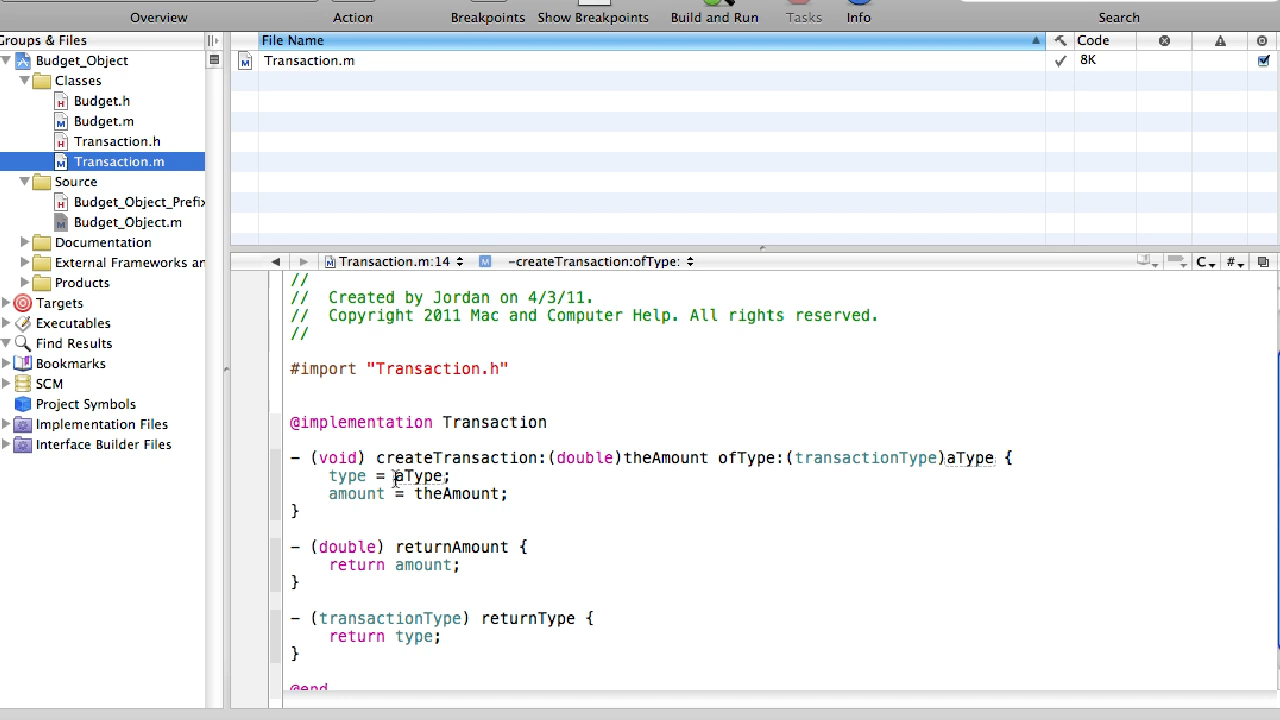 Overview Action Breakpoints Show Breakpoints Build and Run Tasks Info Search
Groups & Files
File Name Code
Budget_Object
Transaction.m 8K
Classes
Budget.h
Budget.m
Transaction.h
Transaction.m
Source
Budget_Object_Prefix
Budget_Object.m
Documentation
External Frameworks ar
Products
Targets
Executables
Find Results
Bookmarks
SCM
Project Symbols
Implementation Files
Interface Builder Files
Transaction.m:14 -createTransaction:ofType: C #
//
// Created by Jordan on 4/3/11.
// Copyright 2011 Mac and Computer Help. All rights reserved.
//
#import "Transaction.h"
@implementation Transaction
- (void) createTransaction:(double)theAmount ofType:(transactionType)aType {
type = aType;
amount = theAmount;
}
- (double) returnAmount {
return amount;
}
- (transactionType) returnType {
return type;
}
@end